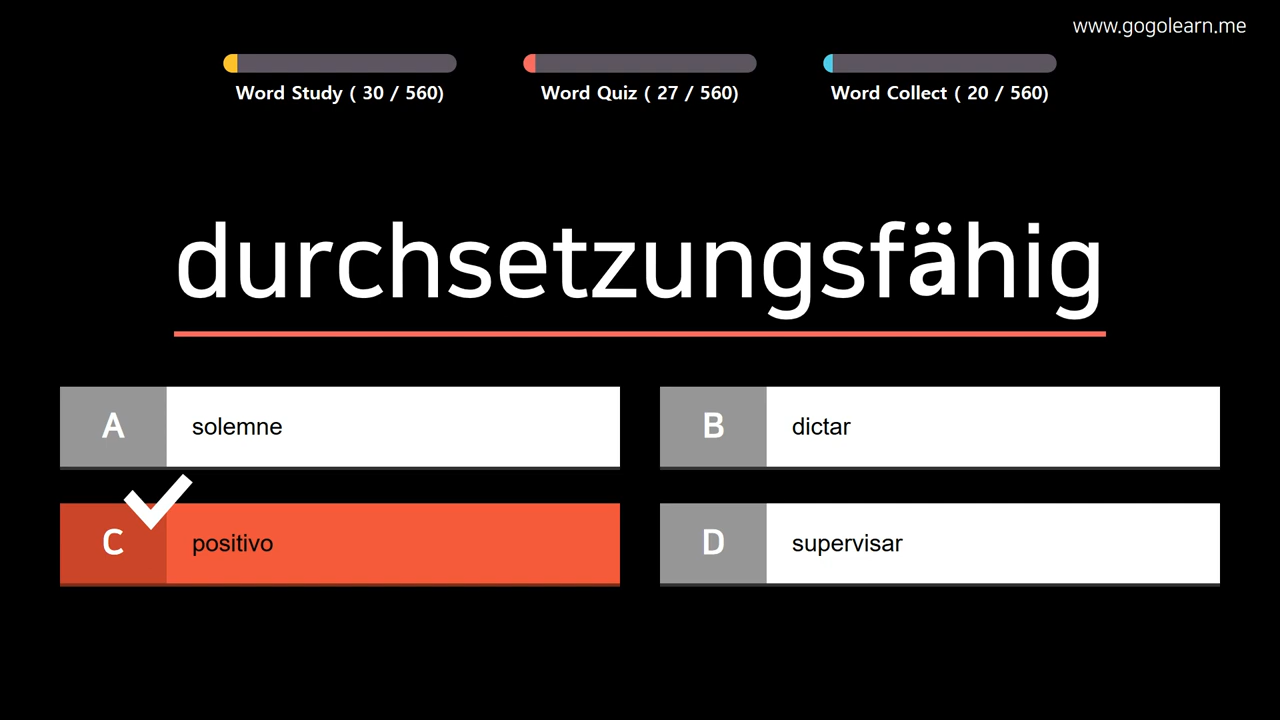 www.gogolearn.me
Word Study ( 30 / 560)
Word Quiz ( 27 / 560)
Word Collect ( 20 / 560)
durchsetzungsfähig
A solemne
B dictar
C positivo
D supervisar